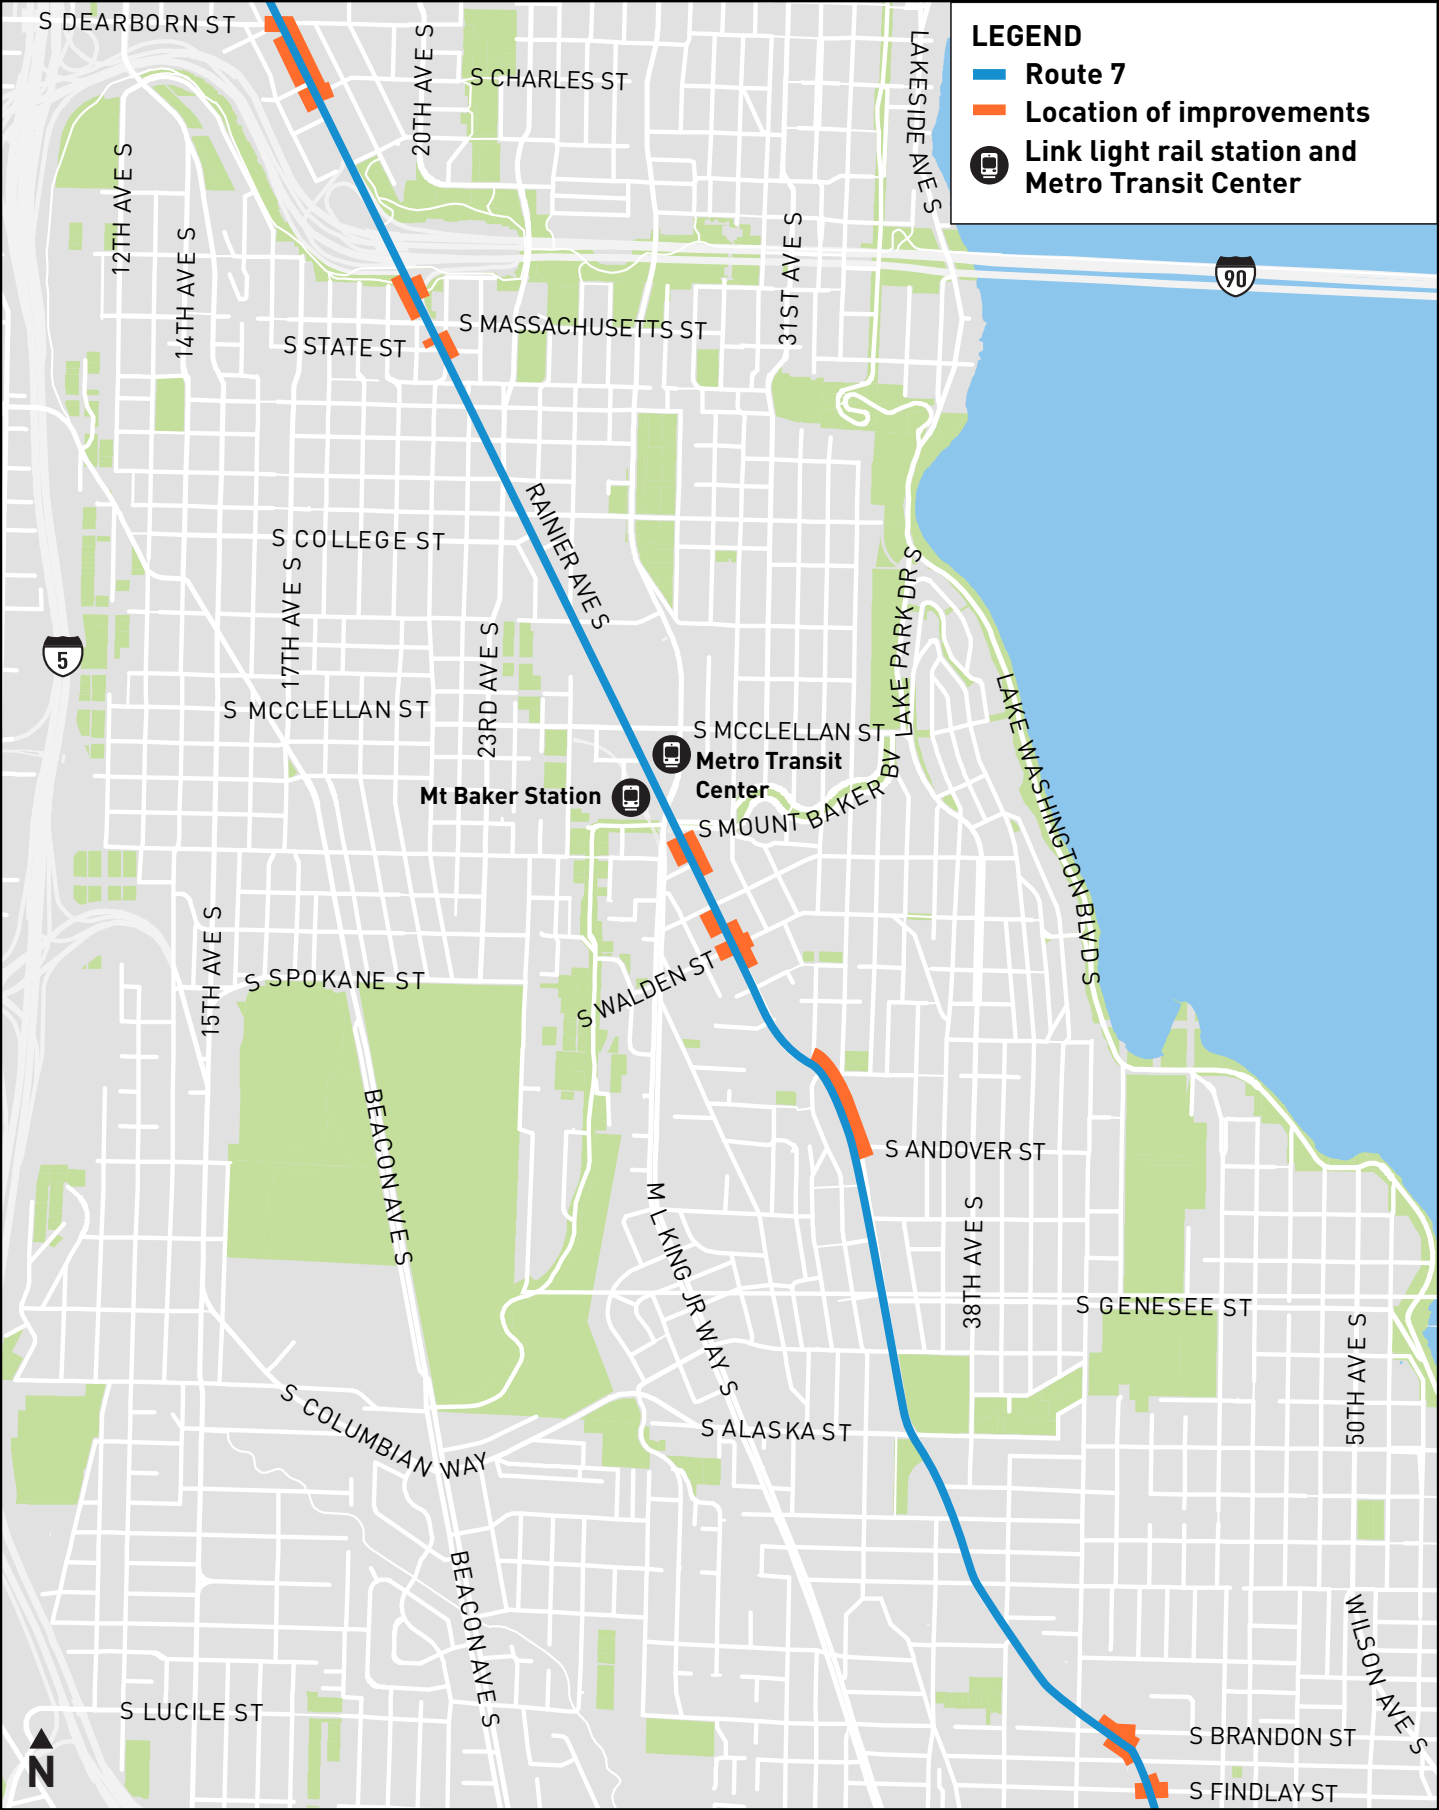 S DEARBORN ST
20TH AVE S
S CHARLES ST
LAKESIDE AVE S
LEGEND
Route 7
Location of improvements
Link light rail station and
Metro Transit Center
12TH AVE S
14TH AVE S
31ST AVE S
90
S MASSACHUSETTS ST
S STATE ST
RAINIER AVE S
S COLLEGE ST
17TH AVE S
LAKE PARK DR S
5
23RD AVE S
S MCCLELLAN ST
S MCCLELLAN ST
LAKE WASHINGTON BLVD S
Metro Transit
Center
Mt Baker Station
S MOUNT BAKER BV
15TH AVE S
S SPOKANE ST
S WALDEN ST
BEACON AVE S
S ANDOVER ST
M L KING JR WAY S
38TH AVE S
S GENESEE ST
50TH AVE S
S COLUMBIAN WAY
S ALASKA ST
BEACON AVE S
WILSON AVE S
S LUCILE ST
S BRANDON ST
N
S FINDLAY ST